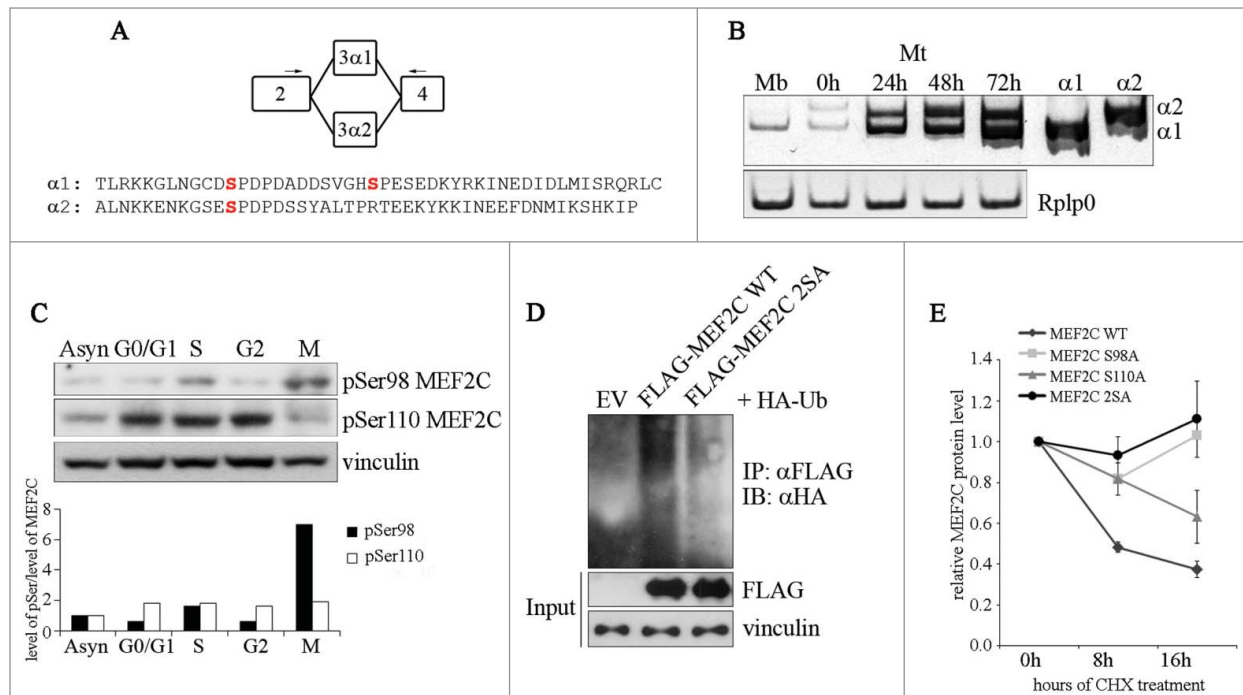 A
3α1
2
4
3α2
α1: TLRKKGLNGCDSPDPDADDSVGHSPESEDKYRKINEDIDLMISRQRLC
α2: ALNKKENKGSESPDPDSSYALTPRTEEKYKKINEEFDNMIKSHKIP
B
Mt
Mb 0h 24h 48h 72h α1 α2
α2
α1
Rplp0
C
Asyn G0/G1 S G2 M
pSer98 MEF2C
pSer110 MEF2C
vinculin
level of pSer/level of MEF2C
8
6
4
2
0
Asyn G0/G1 S G2 M
pSer98
pSer110
D
EV
FLAG-MEF2C WT
FLAG-MEF2C 2SA
+ HA-Ub
IP: αFLAG
IB: αHA
Input
FLAG
vinculin
E
MEF2C WT
MEF2C S98A
MEF2C S110A
MEF2C 2SA
relative MEF2C protein level
1.4
1.2
1.0
0.8
0.6
0.4
0.2
0.0
0h 8h 16h
hours of CHX treatment